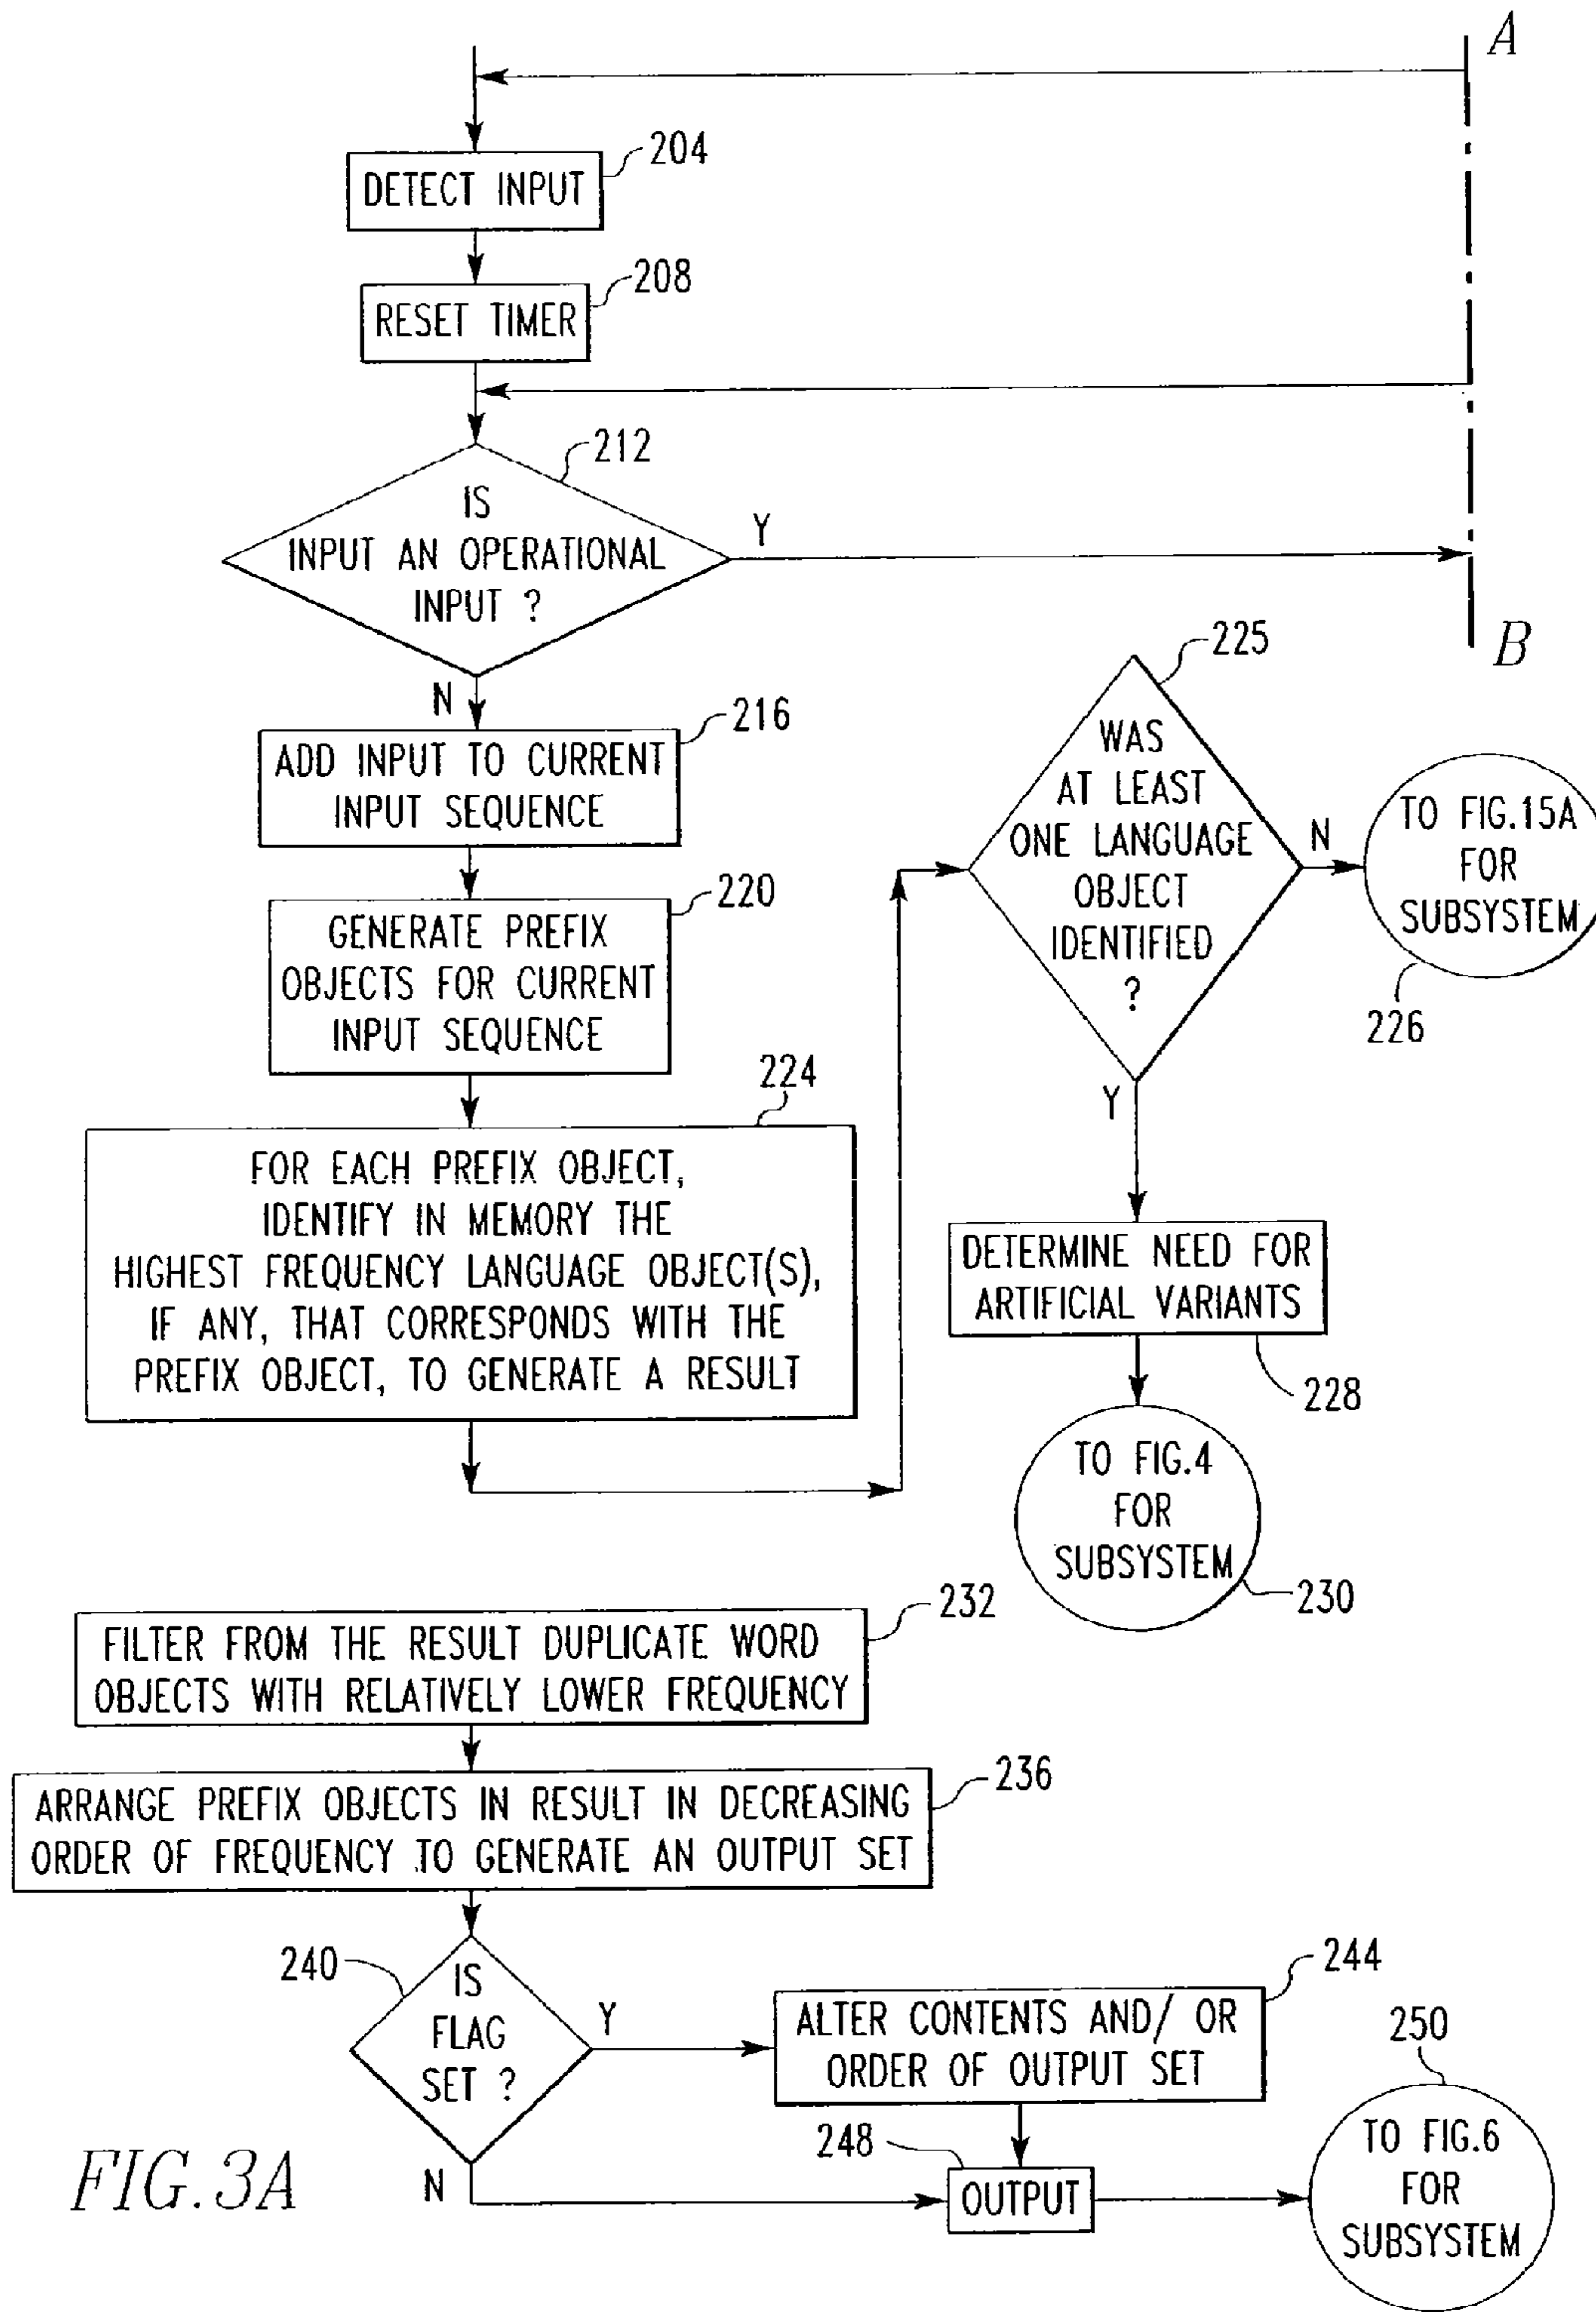 A
204
DETECT INPUT
208
RESET TIMER
212
IS
INPUT AN OPERATIONAL
INPUT ?
Y
B
N
216
ADD INPUT TO CURRENT
INPUT SEQUENCE
220
GENERATE PREFIX
OBJECTS FOR CURRENT
INPUT SEQUENCE
224
FOR EACH PREFIX OBJECT,
IDENTIFY IN MEMORY THE
HIGHEST FREQUENCY LANGUAGE OBJECT(S),
IF ANY, THAT CORRESPONDS WITH THE
PREFIX OBJECT, TO GENERATE A RESULT
225
WAS
AT LEAST
ONE LANGUAGE
OBJECT
IDENTIFIED
?
N
TO FIG.15A
FOR
SUBSYSTEM
226
Y
DETERMINE NEED FOR
ARTIFICIAL VARIANTS
228
TO FIG.4
FOR
SUBSYSTEM
230
232
FILTER FROM THE RESULT DUPLICATE WORD
OBJECTS WITH RELATIVELY LOWER FREQUENCY
236
ARRANGE PREFIX OBJECTS IN RESULT IN DECREASING
ORDER OF FREQUENCY TO GENERATE AN OUTPUT SET
240
IS
FLAG
SET ?
Y
244
ALTER CONTENTS AND/ OR
ORDER OF OUTPUT SET
N
248
OUTPUT
250
TO FIG.6
FOR
SUBSYSTEM
FIG.3A